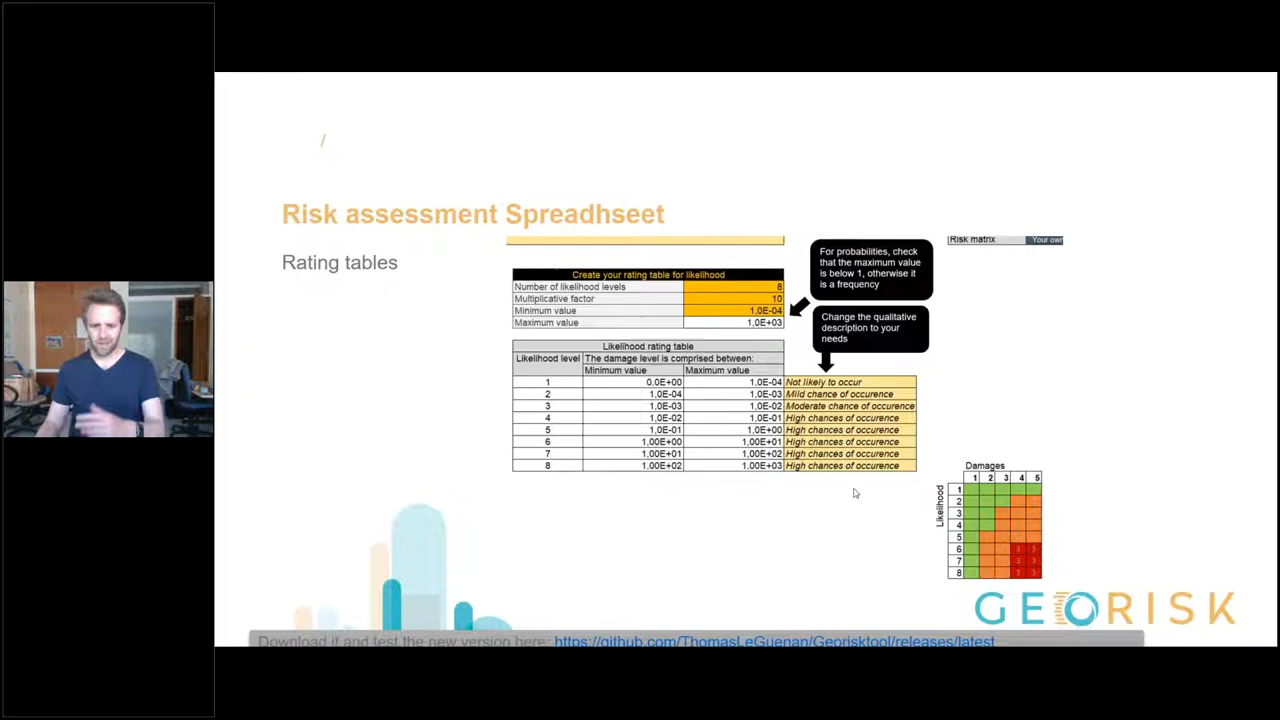 /
Risk assessment Spreadhseet
Rating tables
Risk matrix Your own
For probabilities, check
that the maximum value
is below 1, otherwise it
is a frequency
Create your rating table for likelihood
Number of likelihood levels 8
Multiplicative factor 10
Minimum value 1,0E-04
Maximum value 1,0E+03
Change the qualitative
description to your
needs
Likelihood rating table
Likelihood level The damage level is comprised between:
Minimum value Maximum value
1 0.0E+00 1,0E-04 Not likely to occur
2 1,0E-04 1,0E-03 Mild chance of occurence
3 1,0E-03 1,0E-02 Moderate chance of occurence
4 1,0E-02 1,0E-01 High chances of occurence
5 1,0E-01 1,0E+00 High chances of occurence
6 1,00E+00 1,00E+01 High chances of occurence
7 1,00E+01 1,00E+02 High chances of occurence
8 1,00E+02 1,00E+03 High chances of occurence
Damages
1 2 3 4 5
Likelihood
1
2
3
4
5
6 3 3
7 3 3
8 3 3
GEORISK
Download it and test the new version here: https://github.com/ThomasLeGuenan/Georisktool/releases/latest